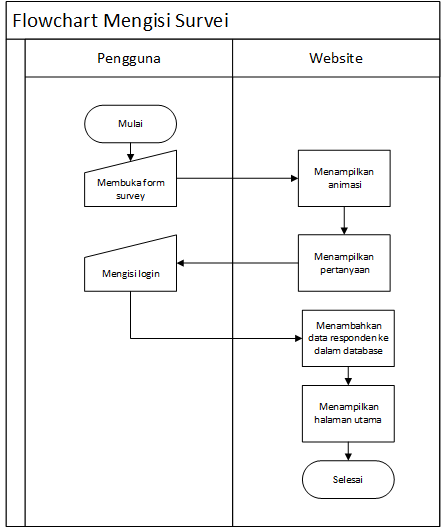 Flowchart Mengisi Survei
Pengguna
Website
Mulai
Membuka form
survey
Menampilkan
animasi
Menampilkan
pertanyaan
Mengisi login
Menambahkan
data responden ke
dalam database
Menampilkan
halaman utama
Selesai